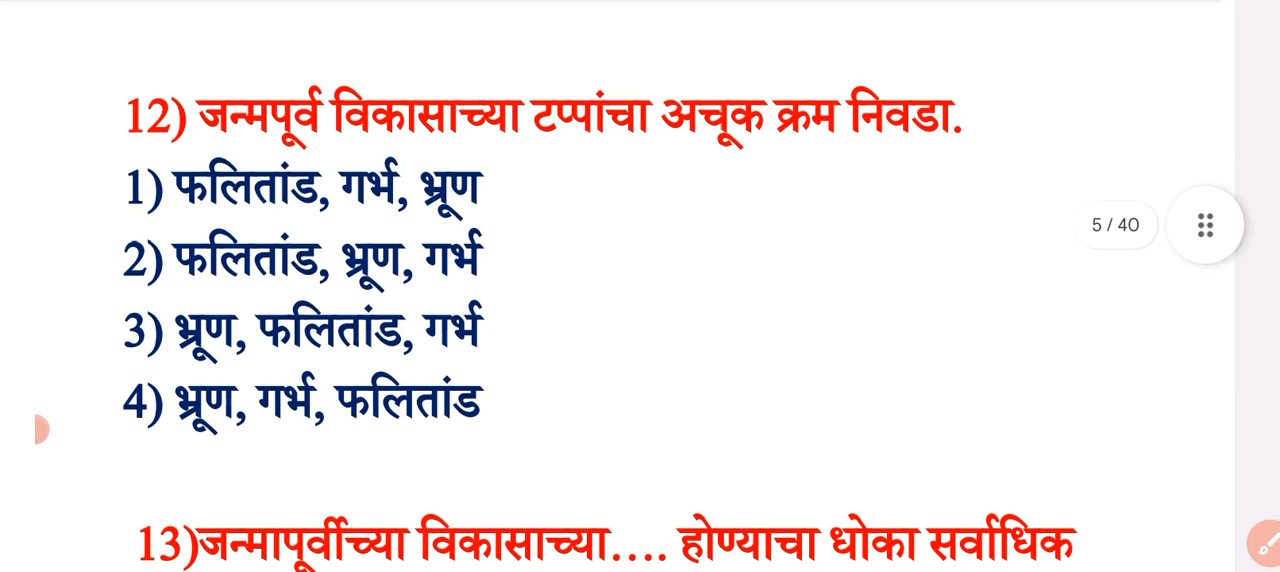 12) जन्मपूर्व विकासाच्या टप्पांचा अचूक क्रम निवडा.
1) फलितांड, गर्भ, भ्रूण
2) फलितांड, भ्रूण, गर्भ
5 / 40
3) भ्रूण, फलितांड, गर्भ
4) भ्रूण, गर्भ, फलितांड
13)जन्मापूर्वीच्या विकासाच्या.... होण्याचा धोका सर्वाधिक